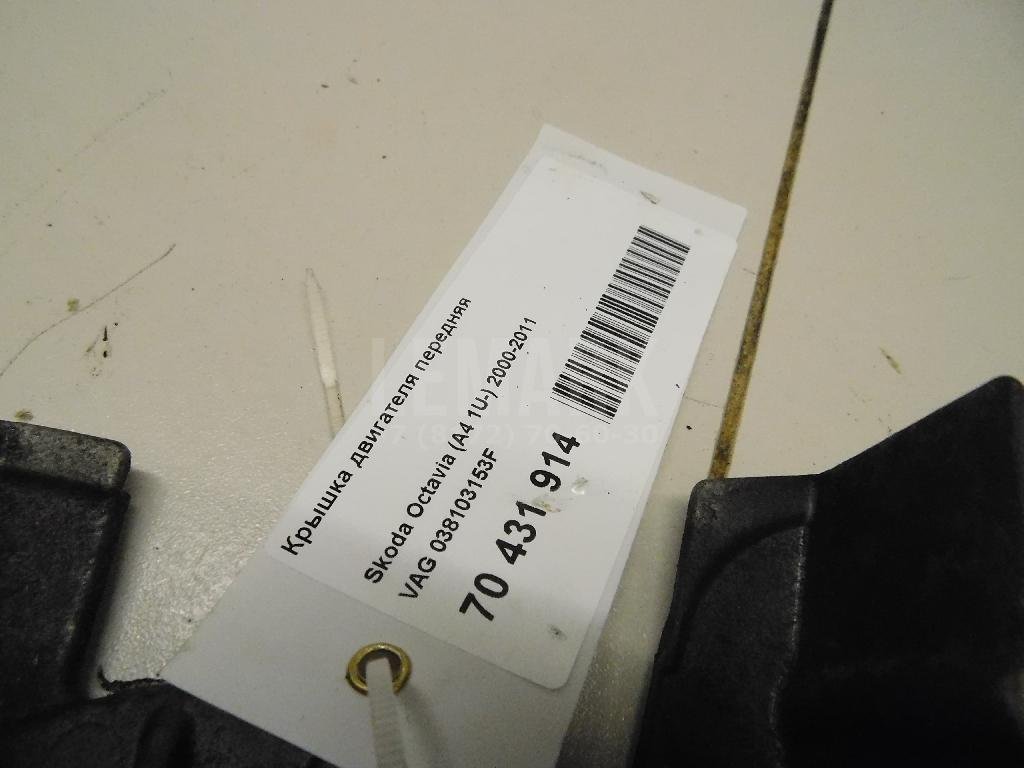 Крышка двигателя передняя
Skoda Octavia (A4 1U-) 2000-2011
VAG 038103153F
70 431 914